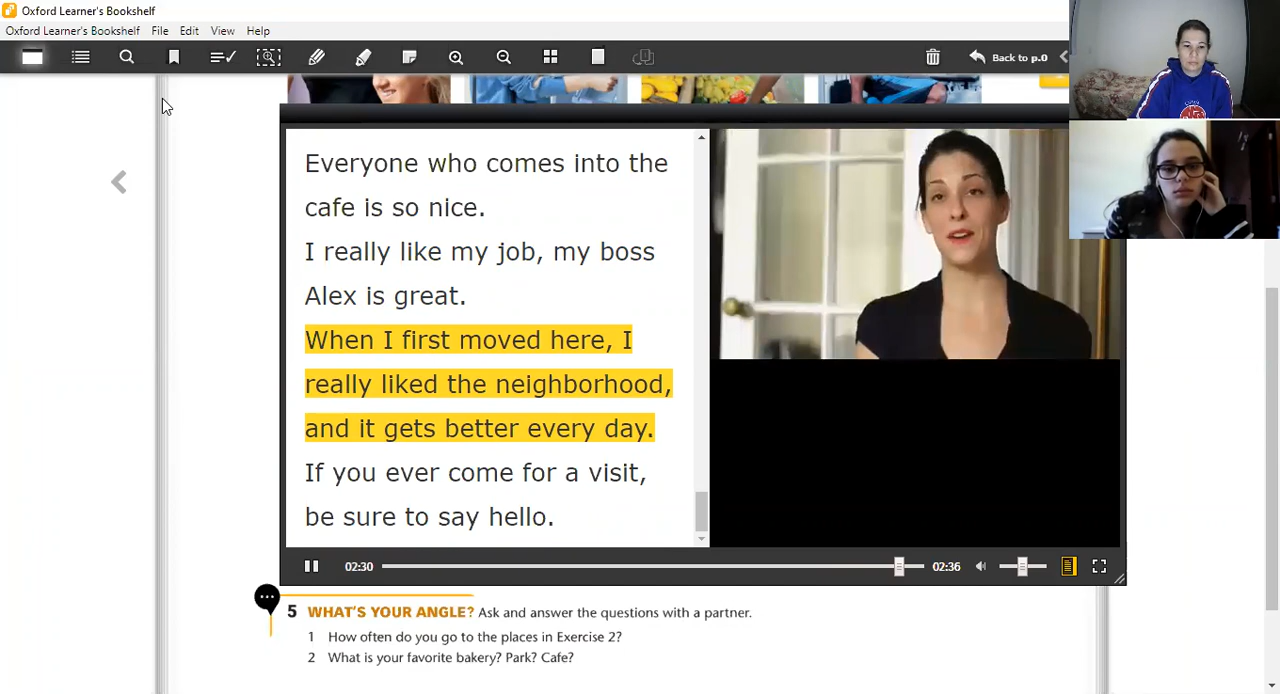 Oxford Learner's Bookshelf
Oxford Learner's Bookshelf File Edit View Help
Back to p.0
Everyone who comes into the
cafe is so nice.
I really like my job, my boss
Alex is great.
When I first moved here, I
really liked the neighborhood,
and it gets better every day.
If you ever come for a visit,
be sure to say hello.
02:30 02:36
5 WHAT'S YOUR ANGLE? Ask and answer the questions with a partner.
1 How often do you go to the places in Exercise 2?
2 What is your favorite bakery? Park? Cafe?